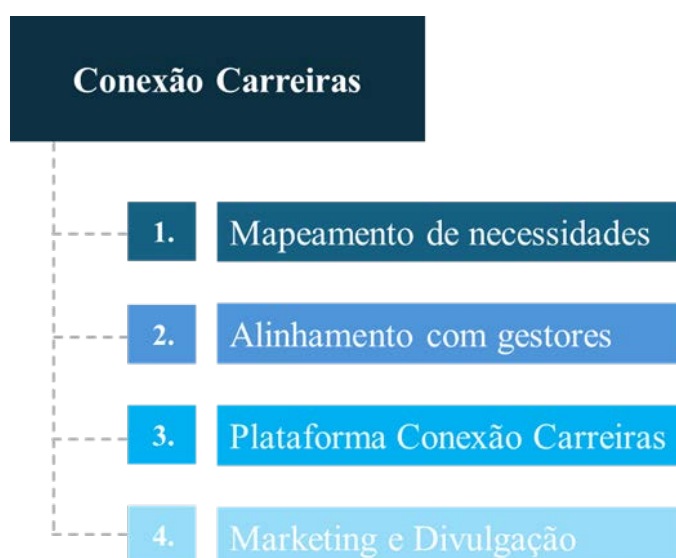 Conexão Carreiras
1. Mapeamento de necessidades
2. Alinhamento com gestores
3. Plataforma Conexão Carreiras
4. Marketing e Divulgação